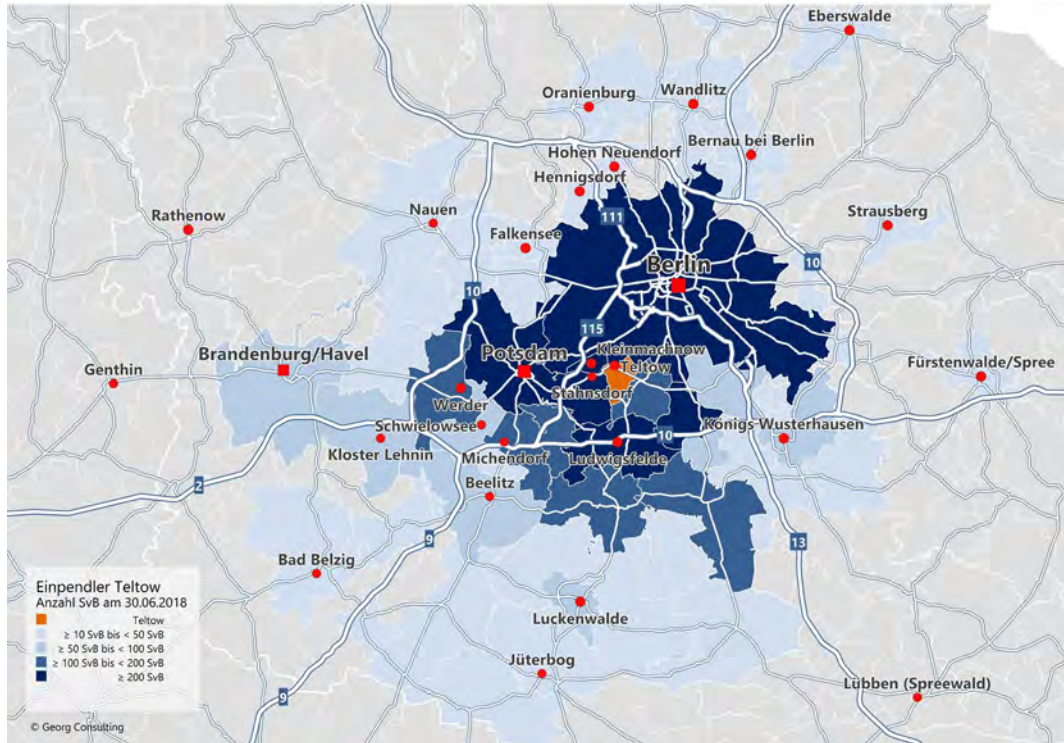 Eberswalde
Oranienburg
Wandlitz
Bernau bei Berlin
Hohen Neuendorf
Hennigsdorf
Rathenow
Nauen
111
Strausberg
Falkensee
10
Berlin
10
115
Brandenburg/Havel
Potsdam
Kleinmachnow
Genthin
Teltow
Fürstenwalde/Spree
Stahnsdorf
Werder
Schwielowsee
10
Königs Wusterhausen
Kloster Lehnin
Michendorf
Ludwigsfelde
2
Beelitz
9
13
Bad Belzig
Einpendler Teltow
Anzahl SvB am 30.06.2018
Teltow
≥ 10 SvB bis < 50 SvB
≥ 50 SvB bis < 100 SvB
≥ 100 SvB bis < 200 SvB
≥ 200 SvB
Luckenwalde
Jüterbog
Lübben (Spreewald)
9
© Georg Consulting